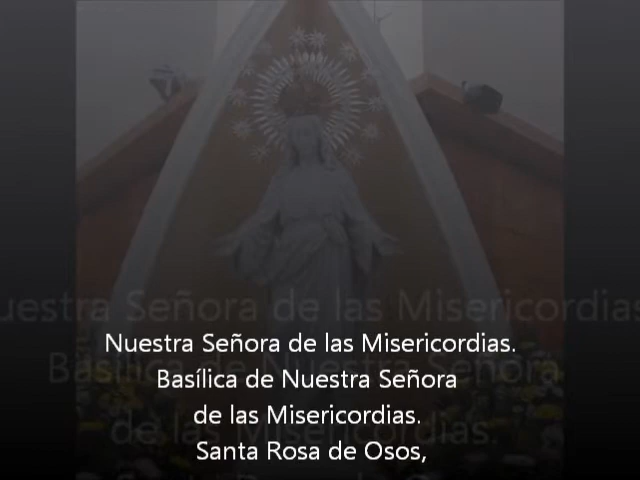 Nuestra Señora de las Misericordias.
Basílica de Nuestra Señora
de las Misericordias.
Santa Rosa de Osos,